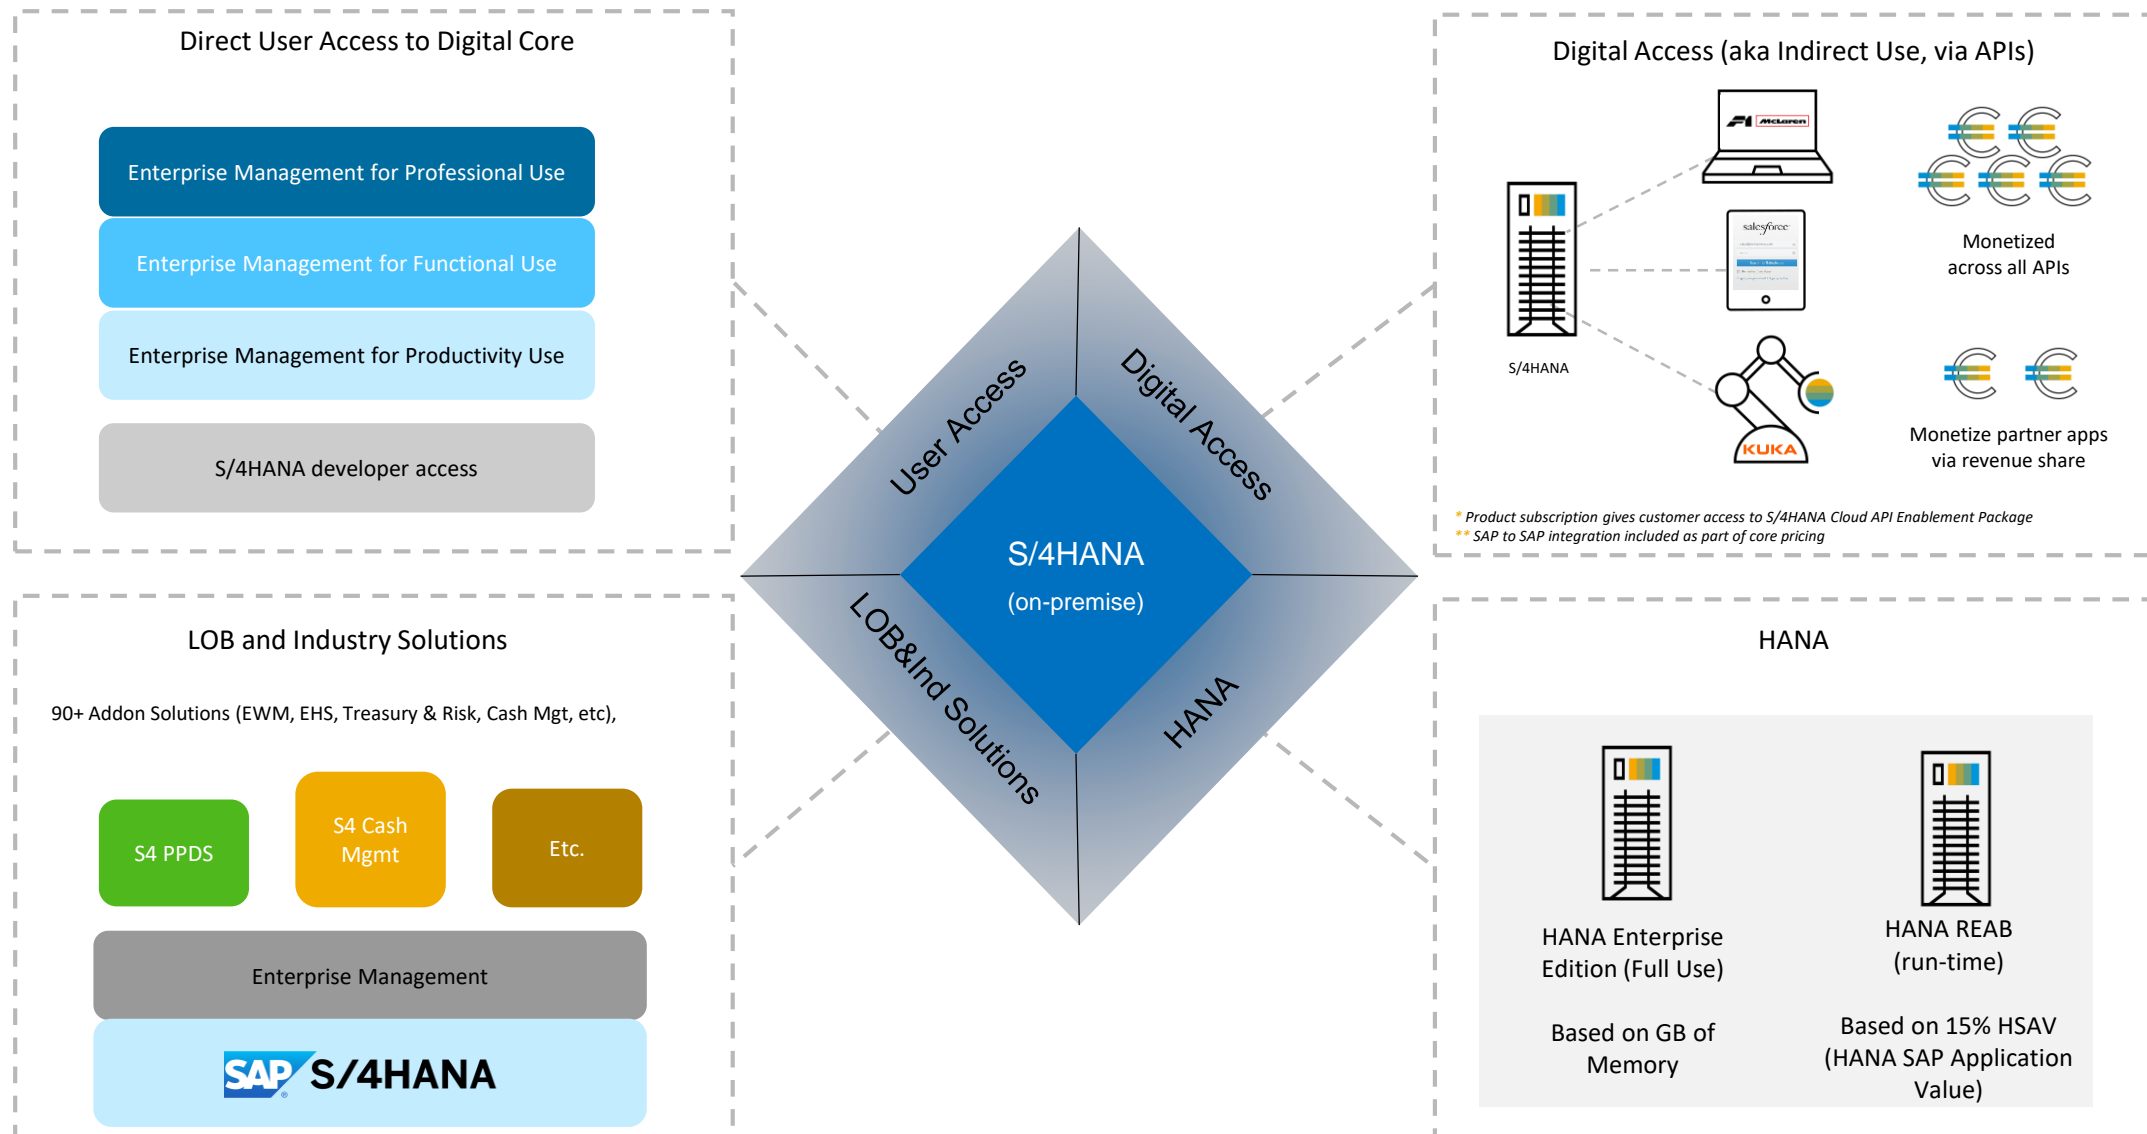 Direct User Access to Digital Core
Enterprise Management for Professional Use
Enterprise Management for Functional Use
Enterprise Management for Productivity Use
S/4HANA developer access
Digital Access (aka Indirect Use, via APIs)
McLaren
salesforce
KUKA
S/4HANA
Monetized
across all APIs
Monetize partner apps
via revenue share
* Product subscription gives customer access to S/4HANA Cloud API Enablement Package
** SAP to SAP integration included as part of core pricing
User Access
Digital Access
S/4HANA
(on-premise)
LOB&Ind Solutions
HANA
LOB and Industry Solutions
90+ Addon Solutions (EWM, EHS, Treasury & Risk, Cash Mgt, etc),
S4 PPDS
S4 Cash
Mgmt
Etc.
Enterprise Management
SAP S/4HANA
HANA
HANA Enterprise
Edition (Full Use)
Based on GB of
Memory
HANA REAB
(run-time)
Based on 15% HSAV
(HANA SAP Application
Value)